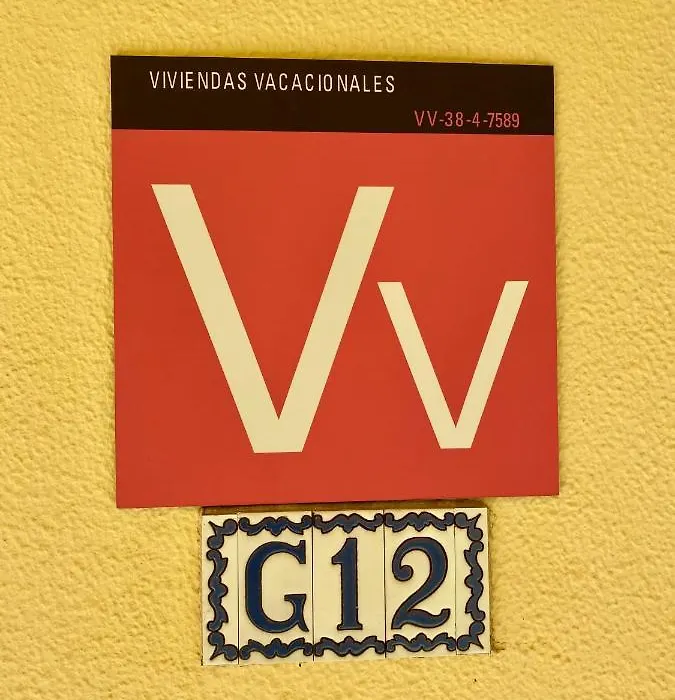 VIVIENDAS VACACIONALES
VV-38-4-7589
Vv
G12